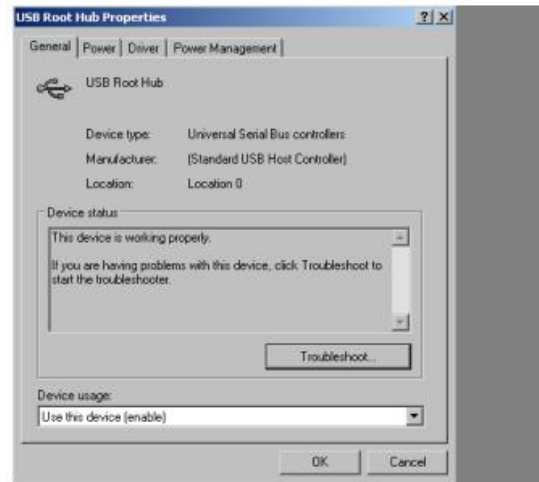 USB Root Hub Properties
General Power Driver Power Management
USB Root Hub
Device type: Universal Serial Bus controllers
Manufacturer: (Standard USB Host Controller)
Location: Location 0
Device status
This device is working properly.
If you are having problems with this device, click Troubleshoot to
start the troubleshooter.
Troubleshoot...
Device usage:
Use this device (enable)
OK Cancel